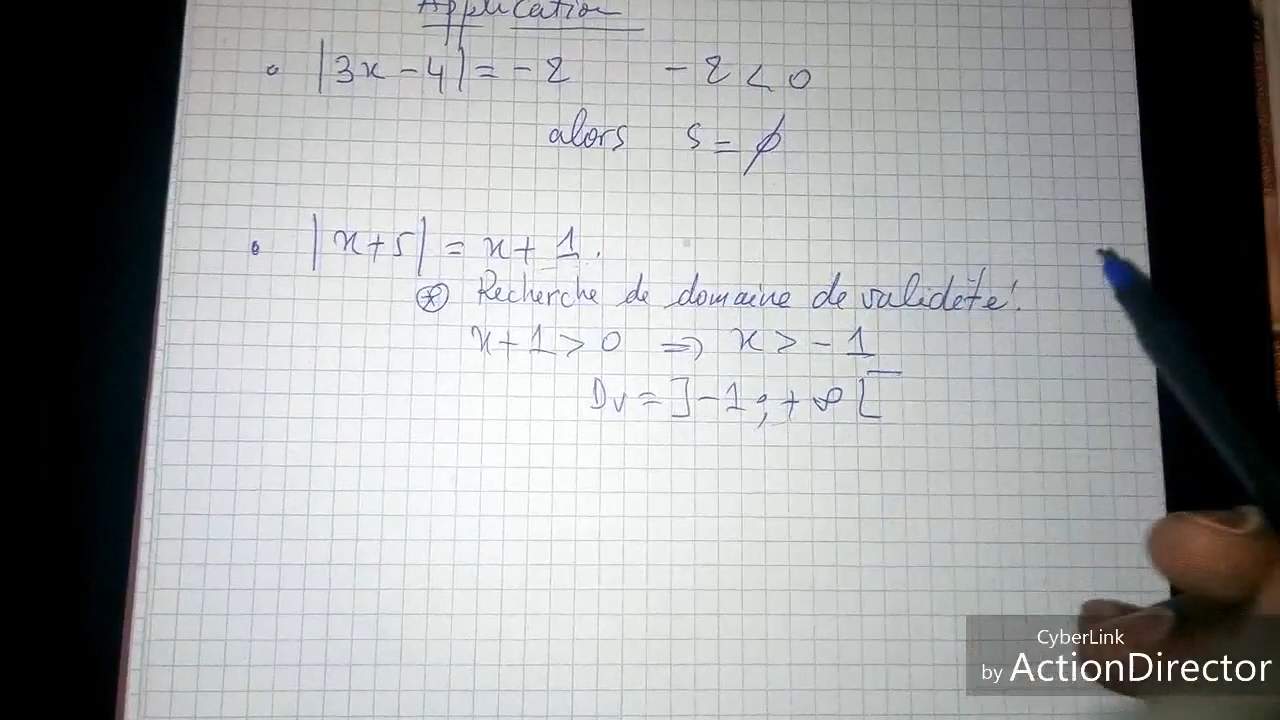 Application
• |3x-4| = -2 -2 < 0
alors S = ∅
• |x+5| = x+1.
⊛ Recherche de domaine de validété :
x+1 > 0 ⇒ x > -1
Dv = ]-1 ; +∞[
CyberLink
by ActionDirector